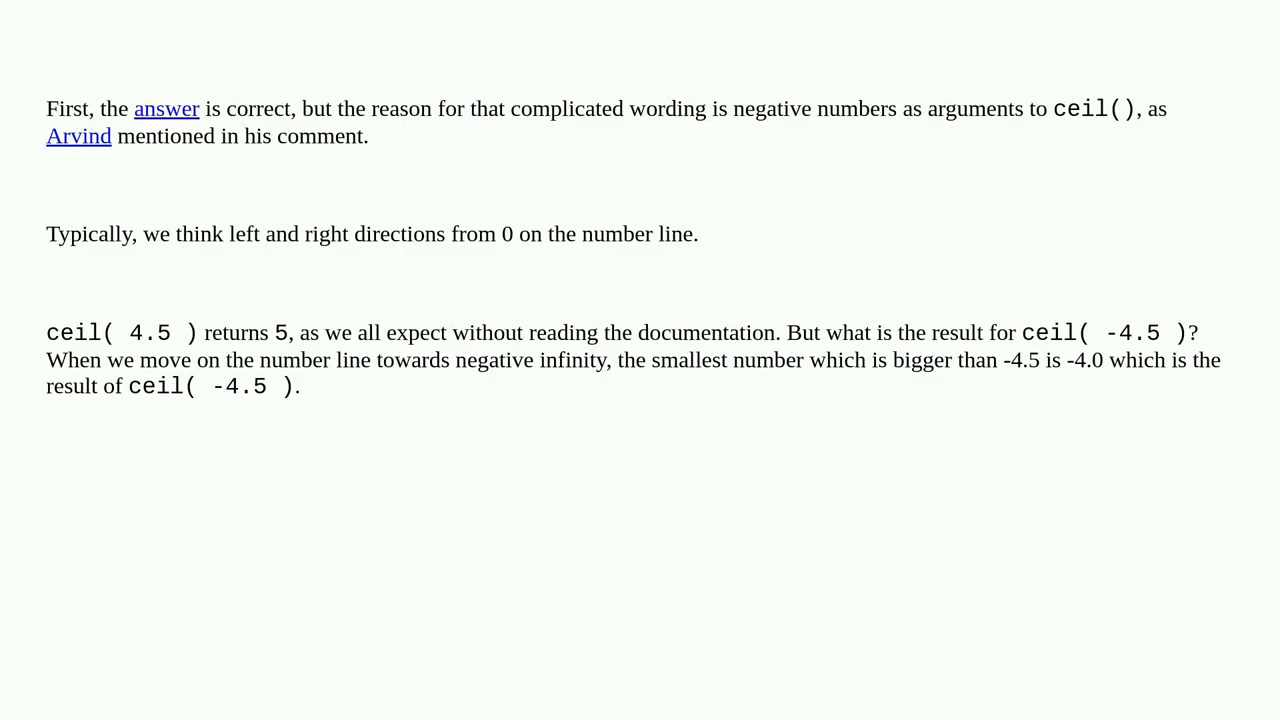 First, the answer is correct, but the reason for that complicated wording is negative numbers as arguments to ceil(), as
Arvind mentioned in his comment.
Typically, we think left and right directions from 0 on the number line.
ceil( 4.5 ) returns 5, as we all expect without reading the documentation. But what is the result for ceil( -4.5 )?
When we move on the number line towards negative infinity, the smallest number which is bigger than -4.5 is -4.0 which is the
result of ceil( -4.5 ).